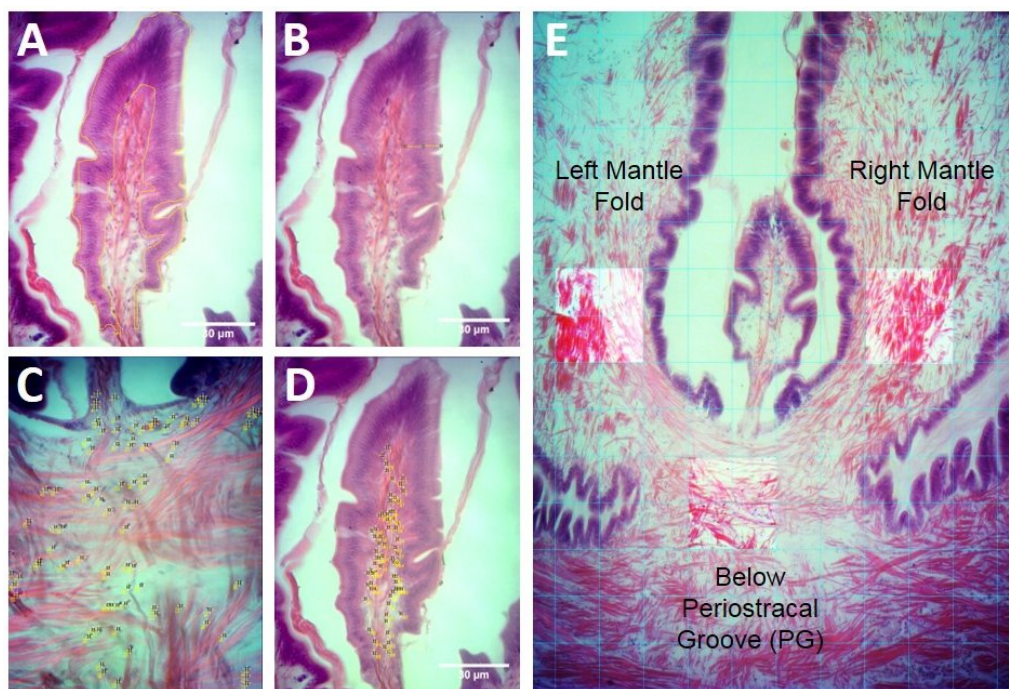 A
B
E
30 µm
30 µm
Left Mantle
Fold
Right Mantle
Fold
C
D
30 µm
Below
Periostracal
Groove (PG)